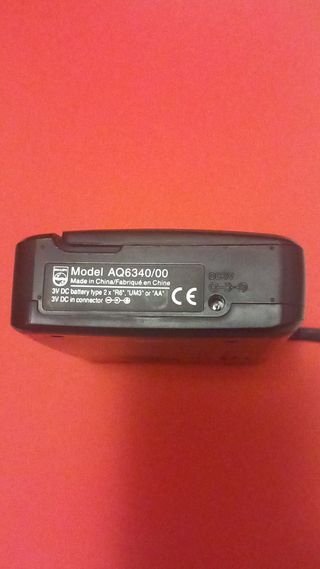 PHILIPS
Model AQ6340/00
Made in China/Fabriqué en Chine
3V DC battery type 2 x "R6", "UM3" or "AA"
3V DC in connector
CE
DC3V